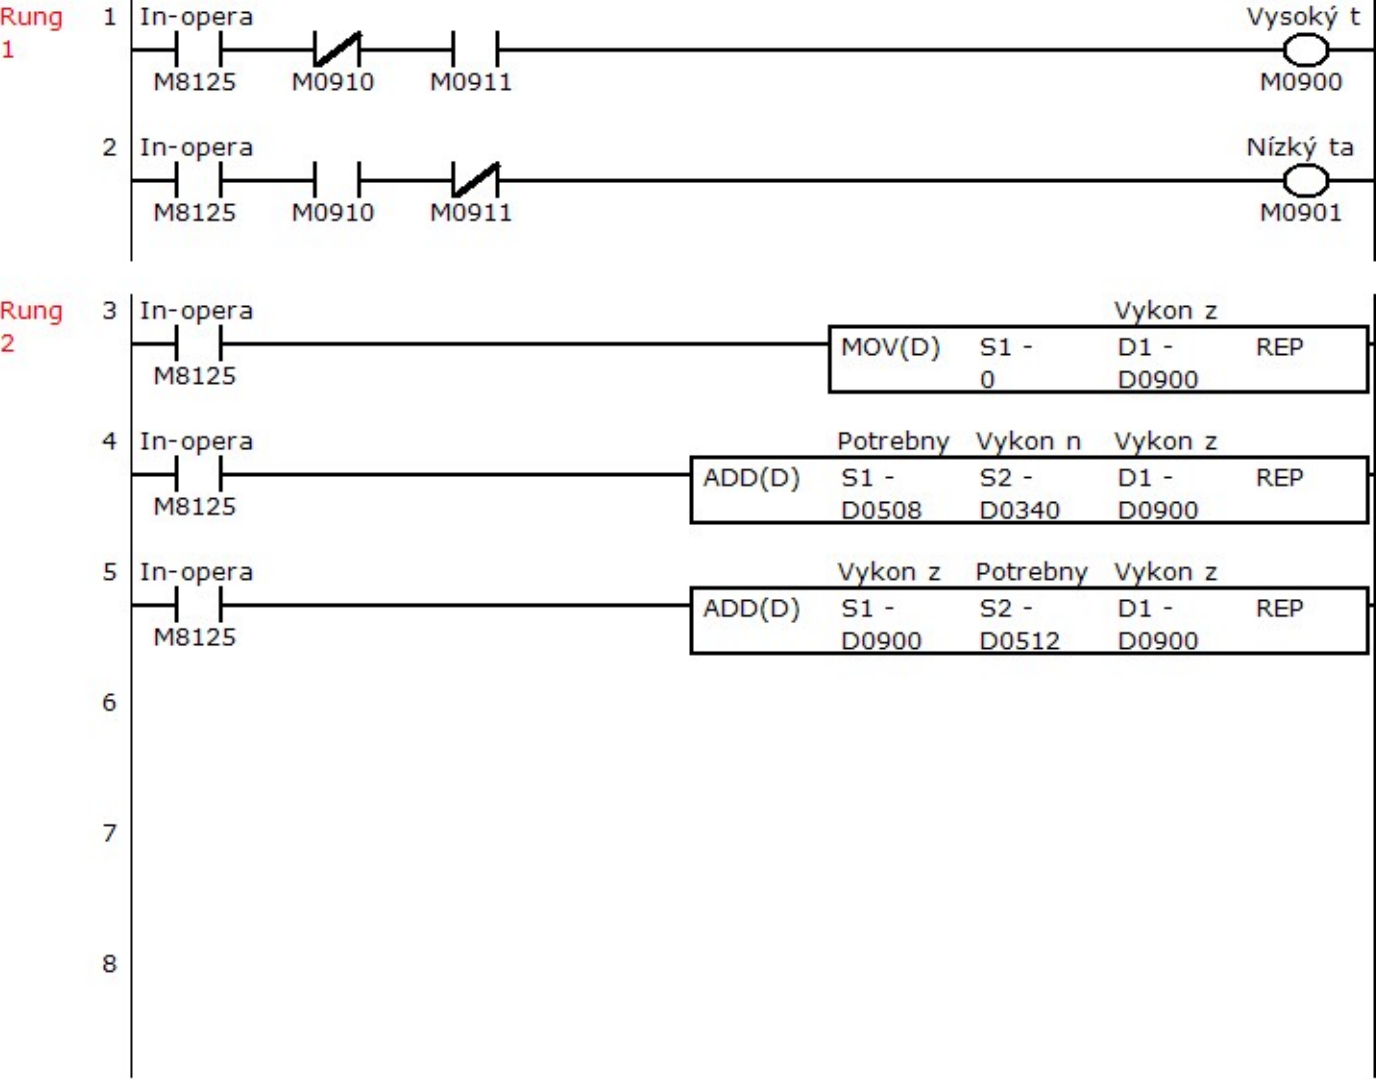 Rung 1 In-opera Vysoký t
1
M8125 M0910 M0911 M0900
2 In-opera Nízký ta
M8125 M0910 M0911 M0901
Rung 3 In-opera Vykon z
2 MOV(D) S1 - D1 - REP
M8125 0 D0900
4 In-opera Potrebny Vykon n Vykon z
ADD(D) S1 - S2 - D1 - REP
M8125 D0508 D0340 D0900
5 In-opera Vykon z Potrebny Vykon z
ADD(D) S1 - S2 - D1 - REP
M8125 D0900 D0512 D0900
6
7
8